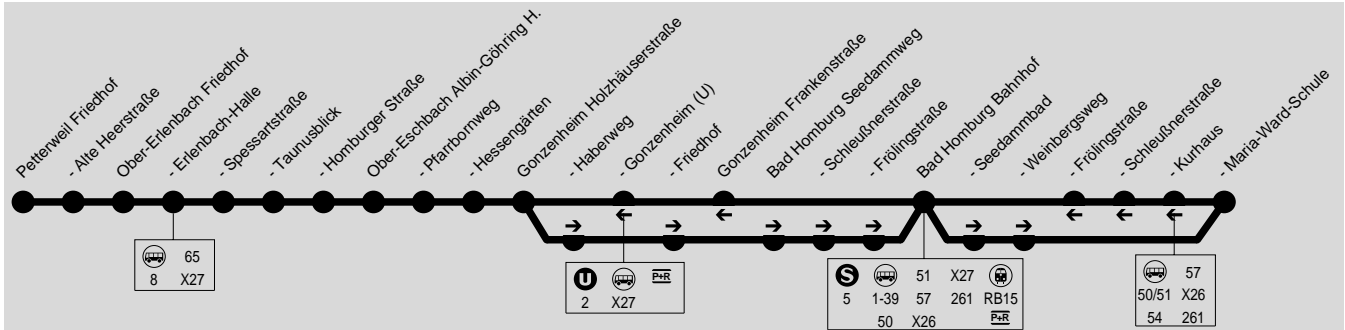 Petterweil Friedhof
- Alte Heerstraße
Ober-Erlenbach Friedhof
- Erlenbach-Halle
- Spessartstraße
- Taunusblick
- Homburger Straße
Ober-Eschbach Albin-Göhring H.
- Pfarrbornweg
- Hessengärten
Gonzenheim Holzhäuserstraße
- Haberweg
- Gonzenheim (U)
- Friedhof
Gonzenheim Frankenstraße
Bad Homburg Seedammweg
- Schleußnerstraße
- Frölingstraße
Bad Homburg Bahnhof
- Seedammbad
- Weinbergsweg
- Frölingstraße
- Schleußnerstraße
- Kurhaus
- Maria-Ward-Schule
65
8 X27
U P+R
2 X27
S 51 X27
5 1-39 57 261 RB15
50 X26 P+R
57
50/51 X26
54 261